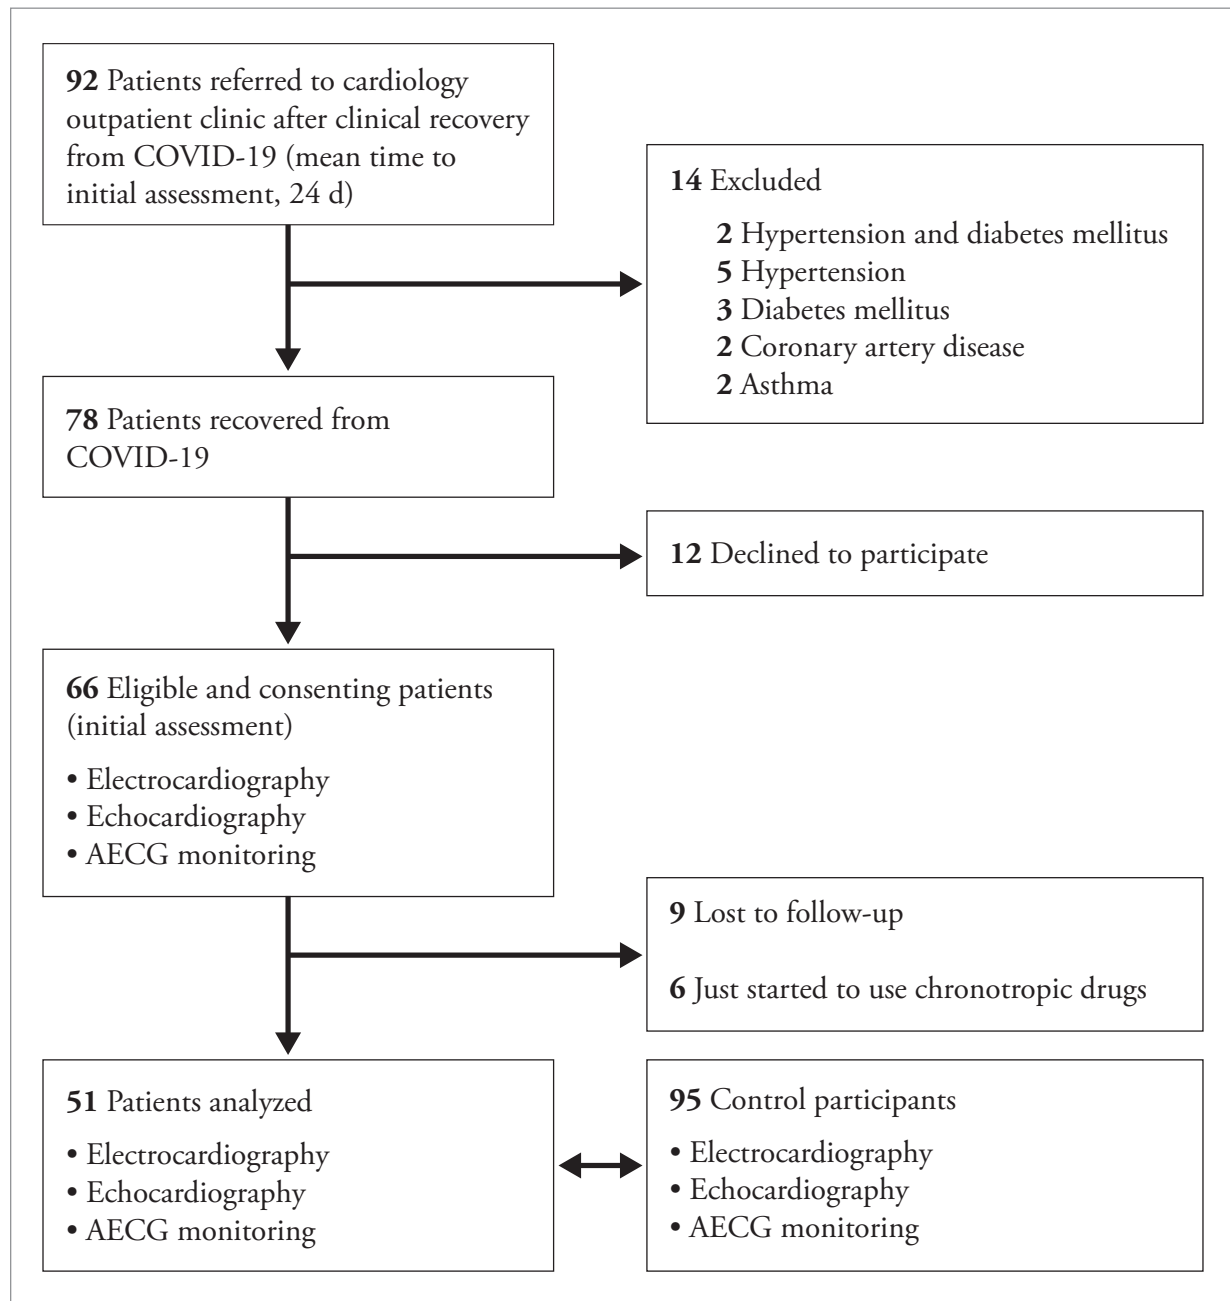 92 Patients referred to cardiology
outpatient clinic after clinical recovery
from COVID-19 (mean time to
initial assessment, 24 d)
14 Excluded
2 Hypertension and diabetes mellitus
5 Hypertension
3 Diabetes mellitus
2 Coronary artery disease
2 Asthma
78 Patients recovered from
COVID-19
12 Declined to participate
66 Eligible and consenting patients
(initial assessment)
• Electrocardiography
• Echocardiography
• AECG monitoring
9 Lost to follow-up
6 Just started to use chronotropic drugs
51 Patients analyzed
• Electrocardiography
• Echocardiography
• AECG monitoring
95 Control participants
• Electrocardiography
• Echocardiography
• AECG monitoring